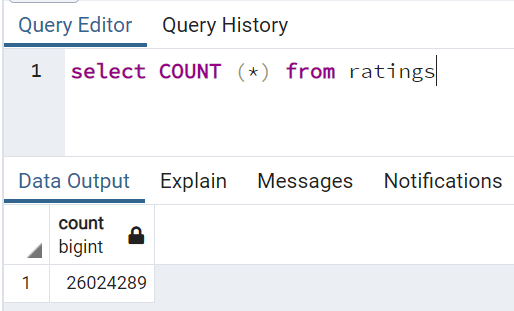 Query Editor Query History
1 select COUNT (*) from ratings
Data Output Explain Messages Notifications
count
bigint
1 26024289